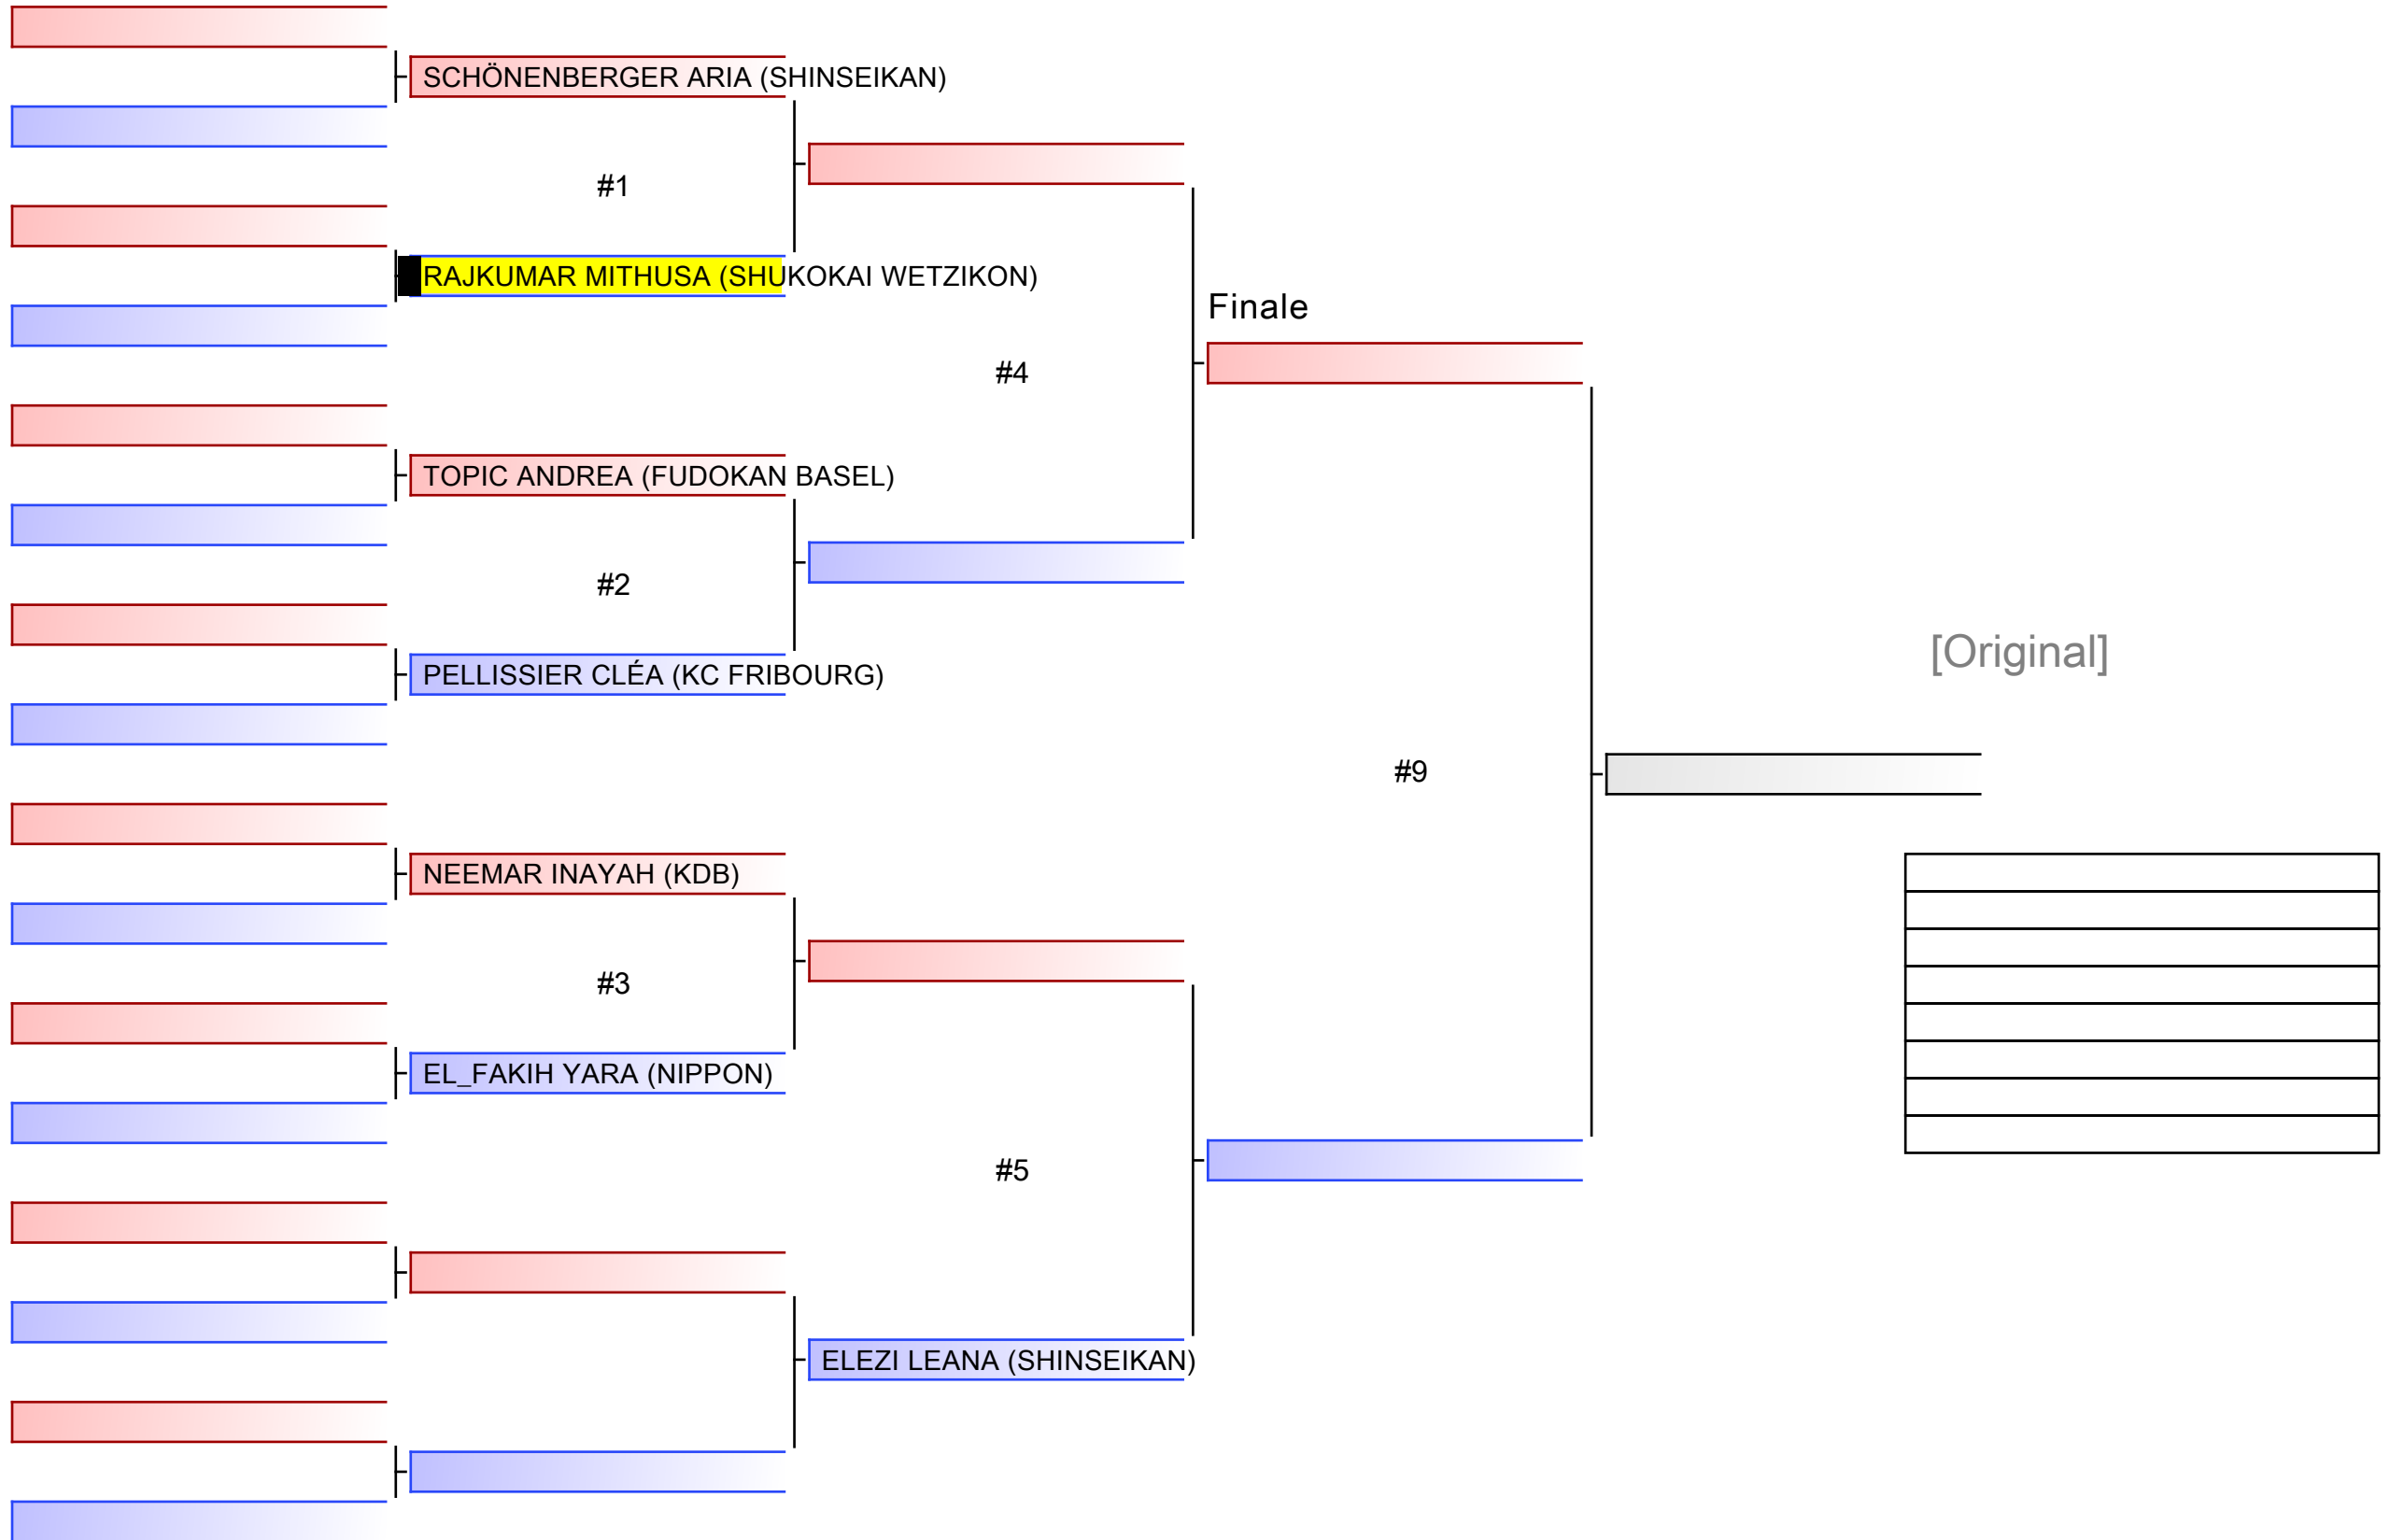 SCHÖNENBERGER ARIA (SHINSEIKAN)
#1
RAJKUMAR MITHUSA (SHUKOKAI WETZIKON)
Finale
#4
TOPIC ANDREA (FUDOKAN BASEL)
#2
PELLISSIER CLÉA (KC FRIBOURG)
[Original]
#9
NEEMAR INAYAH (KDB)
#3
EL_FAKIH YARA (NIPPON)
#5
ELEZI LEANA (SHINSEIKAN)